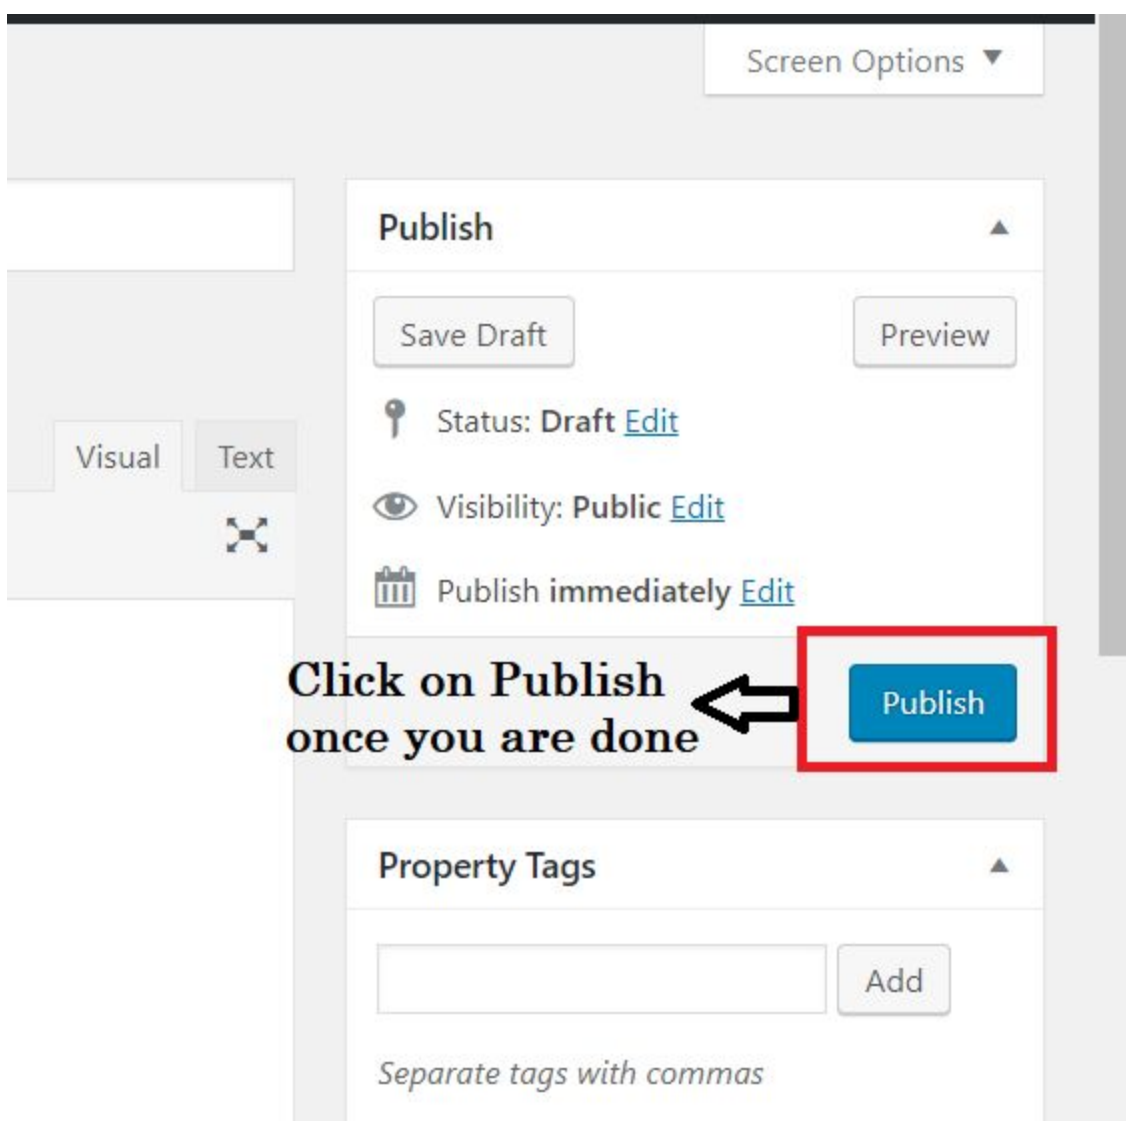 Screen Options
Publish
Save Draft Preview
Status: Draft Edit
Visual Text
Visibility: Public Edit
Publish immediately Edit
Click on Publish
once you are done
Publish
Property Tags
Add
Separate tags with commas